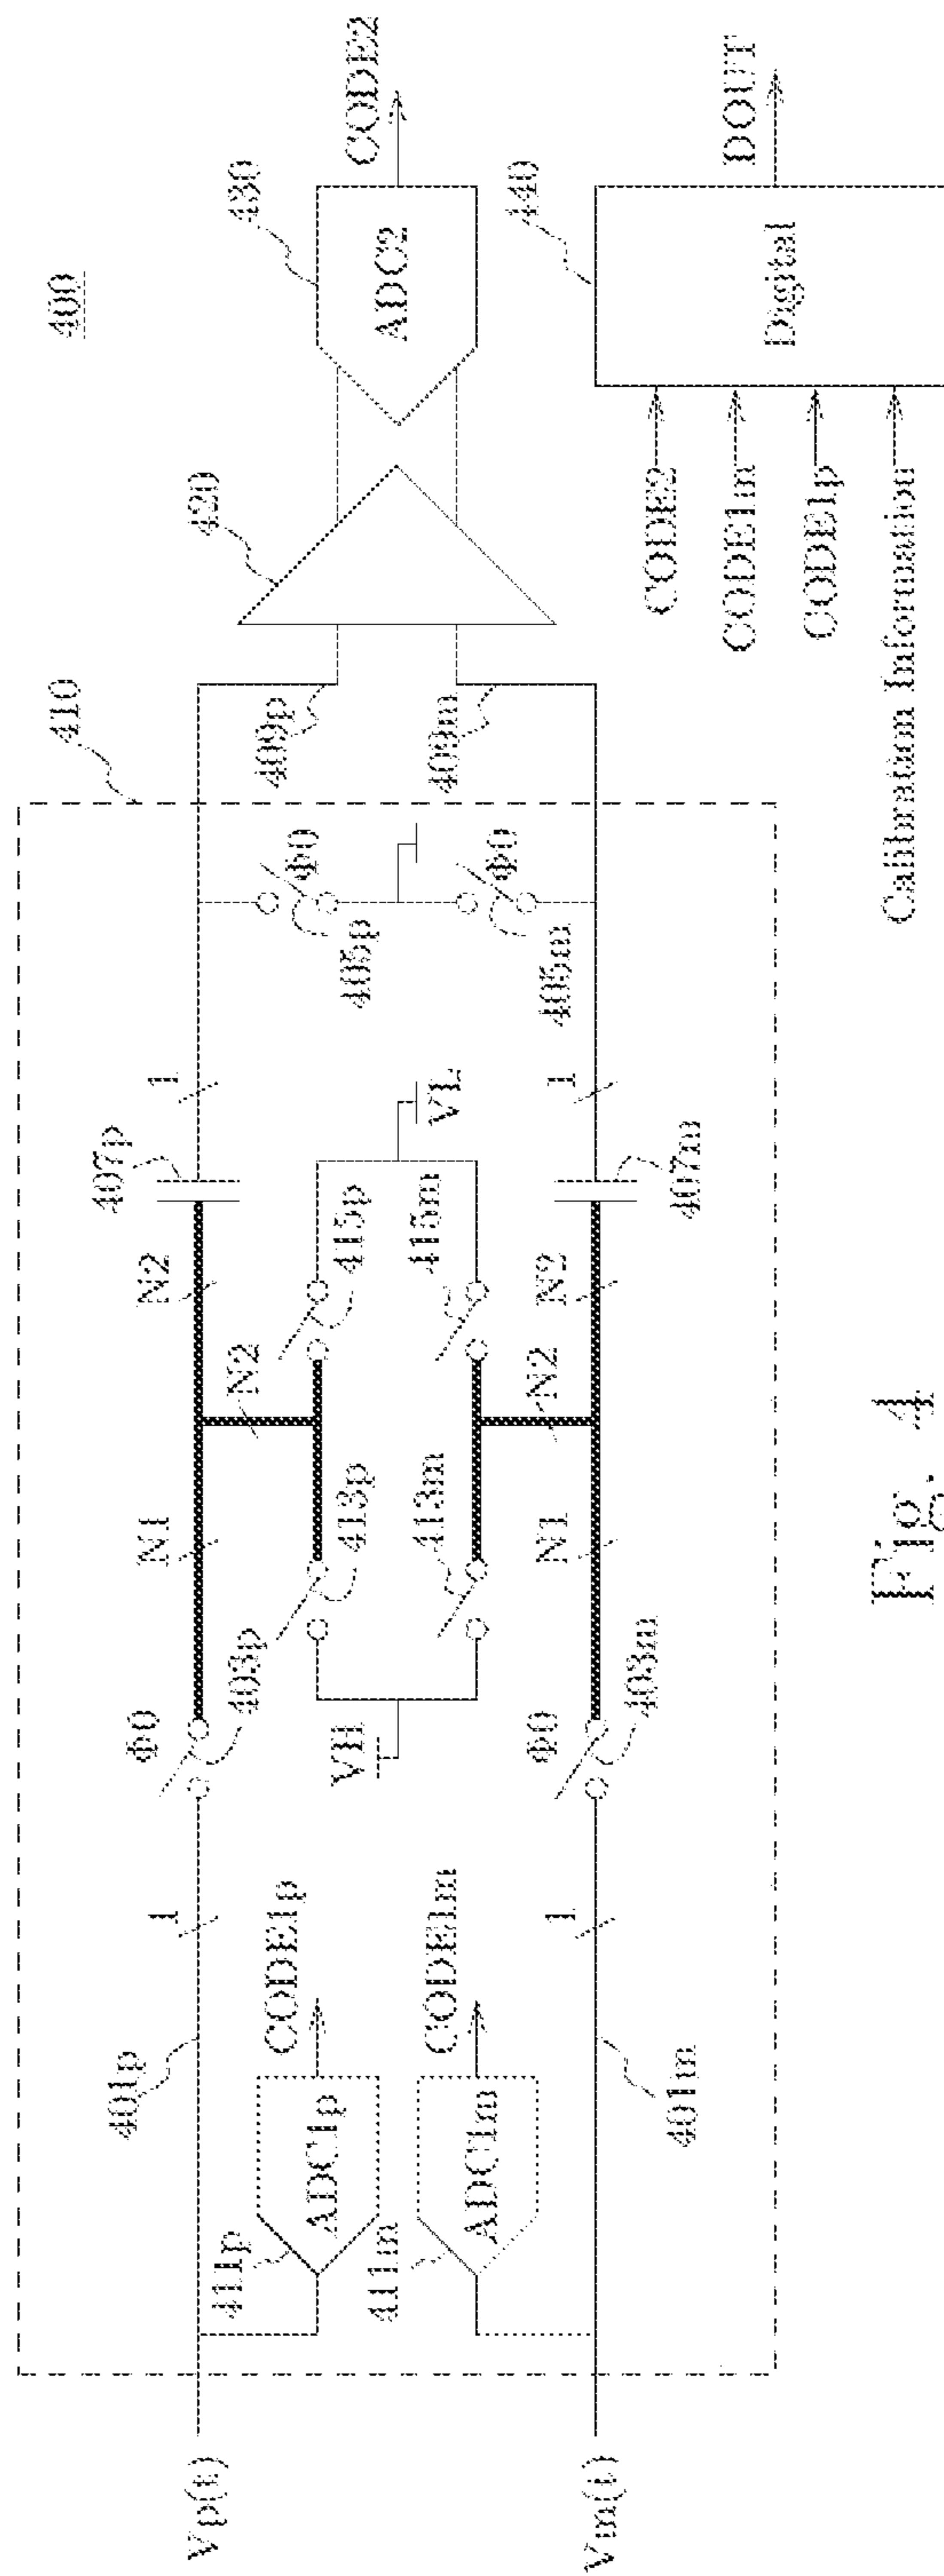 400
410
420
430
CODE2
ADC2
Vp(t)
401p
1
Φ0
403p
N1
N2
407p
1
409p
411p
ADC1p
CODE1p
VH
413p
N2
415p
VL
405p
Φ0
411m
ADC1m
CODE1m
413m
N2
415m
405m
Φ0
409m
Vm(t)
401m
1
Φ0
403m
N1
N2
407m
1
440
CODE2
CODE1m
CODE1p
Calibration Information
Digital
DOUT
Fig. 4